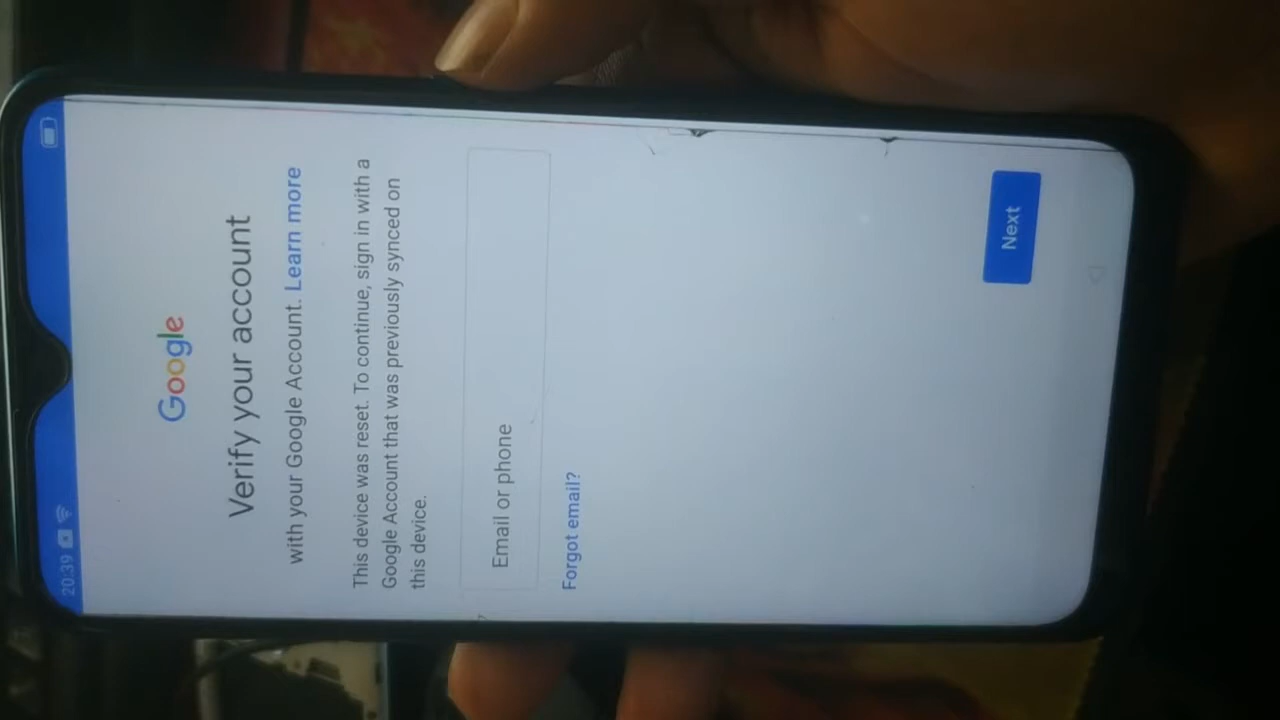 20:39
Google
Verify your account
with your Google Account. Learn more
This device was reset. To continue, sign in with a
Google Account that was previously synced on
this device.
Email or phone
Forgot email?
Next